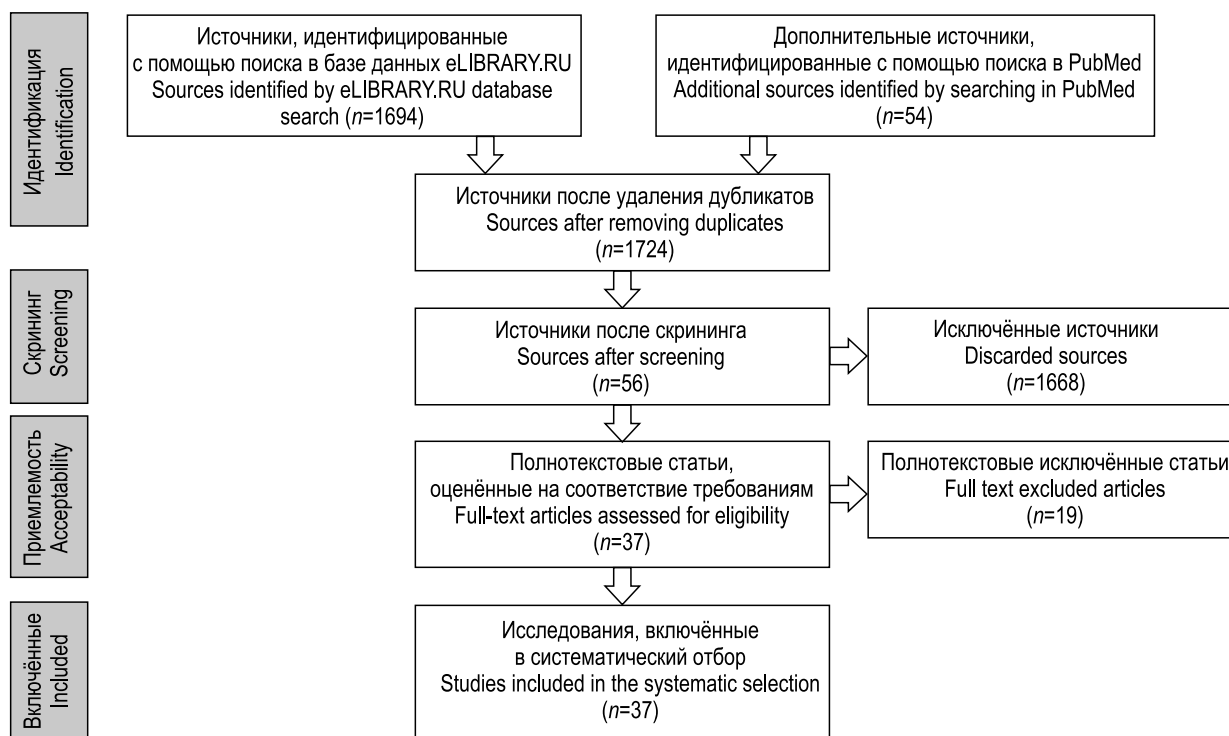 Идентификация
Identification
Источники, идентифицированные
с помощью поиска в базе данных eLIBRARY.RU
Sources identified by eLIBRARY.RU database
search (n=1694)
Дополнительные источники,
идентифицированные с помощью поиска в PubMed
Additional sources identified by searching in PubMed
(n=54)
Источники после удаления дубликатов
Sources after removing duplicates
(n=1724)
Скрининг
Screening
Источники после скрининга
Sources after screening
(n=56)
Исключённые источники
Discarded sources
(n=1668)
Приемлемость
Acceptability
Полнотекстовые статьи,
оценённые на соответствие требованиям
Full-text articles assessed for eligibility
(n=37)
Полнотекстовые исключённые статьи
Full text excluded articles
(n=19)
Включённые
Included
Исследования, включённые
в систематический отбор
Studies included in the systematic selection
(n=37)